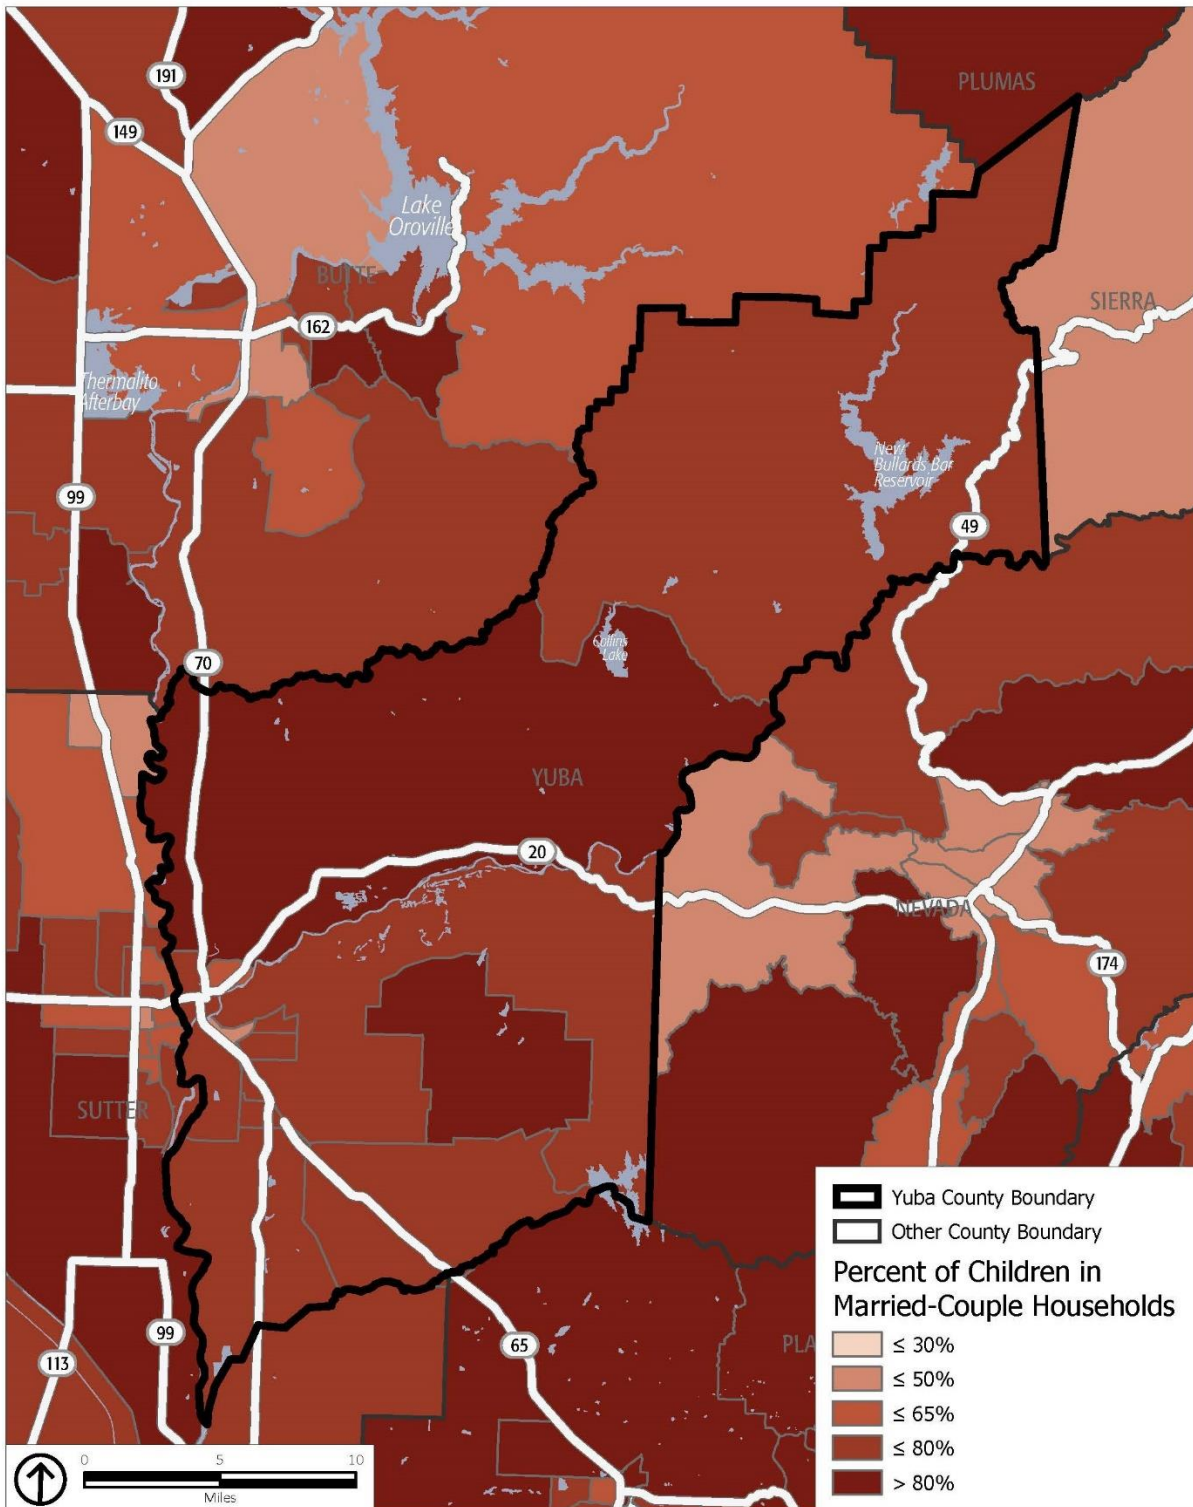 PLUMAS
191
149
Lake
Oroville
BUTTE
SIERRA
162
Thermalito
Afterbay
New
Bullards Bar
Reservoir
99
49
Collins
Lake
70
YUBA
20
NEVADA
174
SUTTER
Yuba County Boundary
Other County Boundary
Percent of Children in
Married-Couple Households
≤ 30%
≤ 50%
≤ 65%
≤ 80%
> 80%
99
65
PLA
113
0 5 10
Miles